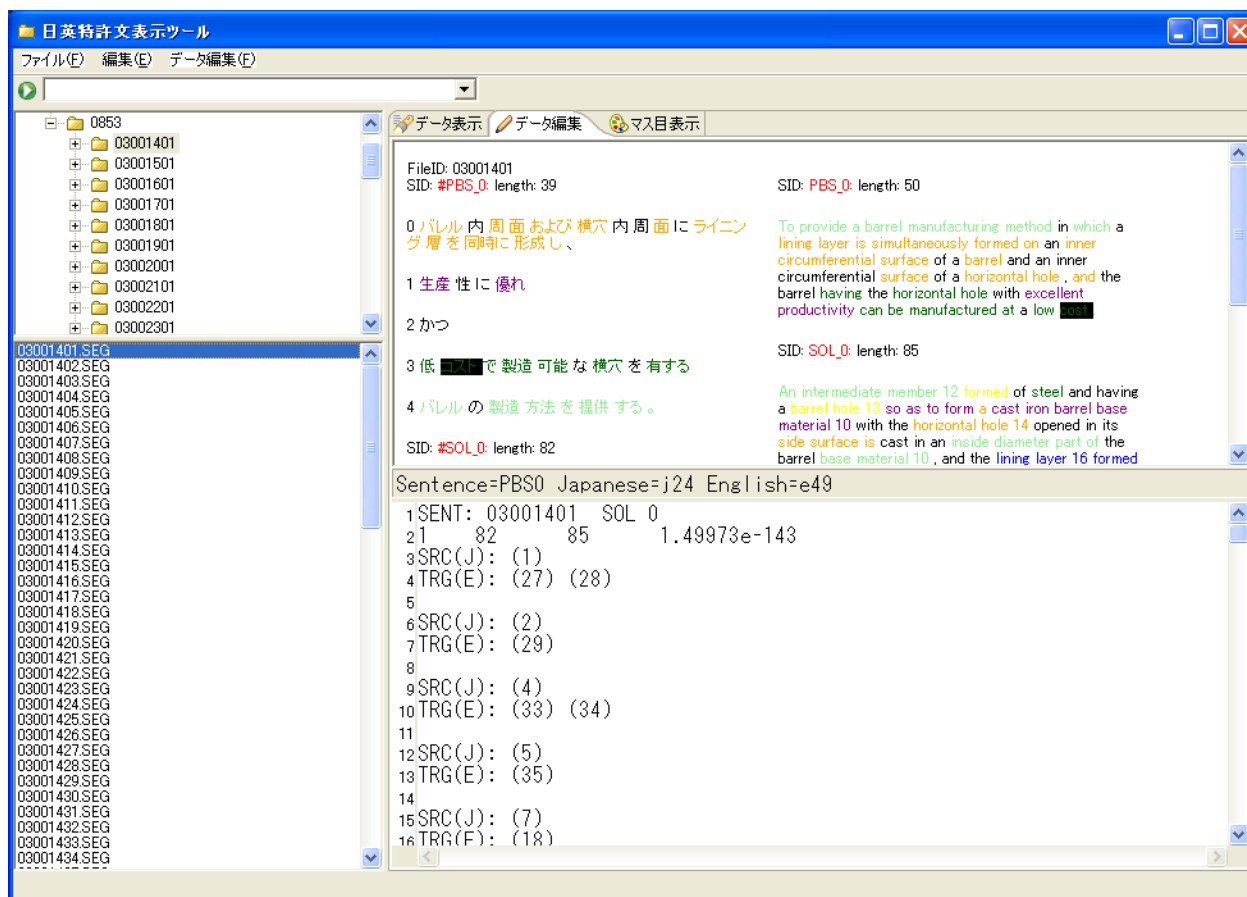 日英特許文表示ツール
ファイル(F) 編集(E) データ編集(F)
0853
03001401
03001501
03001601
03001701
03001801
03001901
03002001
03002101
03002201
03002301
03001401.SEG
03001402.SEG
03001403.SEG
03001404.SEG
03001405.SEG
03001406.SEG
03001407.SEG
03001408.SEG
03001409.SEG
03001410.SEG
03001411.SEG
03001412.SEG
03001413.SEG
03001414.SEG
03001415.SEG
03001416.SEG
03001417.SEG
03001418.SEG
03001419.SEG
03001420.SEG
03001421.SEG
03001422.SEG
03001423.SEG
03001424.SEG
03001425.SEG
03001426.SEG
03001427.SEG
03001428.SEG
03001429.SEG
03001430.SEG
03001431.SEG
03001432.SEG
03001433.SEG
03001434.SEG
データ表示 データ編集 マス目表示
FileID: 03001401
SID: #PBS_0: length: 39
0 バレル 内 周 面 および 横穴 内 周 面 に ライニン
グ 層 を 同時に 形成 し 、
1 生産 性 に 優れ
2 かつ
3 低 コスト で 製造 可能 な 横穴 を 有する
4 バレル の 製造 方法 を 提供 する 。
SID: #SOL_0: length: 82
SID: PBS_0: length: 50
To provide a barrel manufacturing method in which a
lining layer is simultaneously formed on an inner
circumferential surface of a barrel and an inner
circumferential surface of a horizontal hole , and the
barrel having the horizontal hole with excellent
productivity can be manufactured at a low cost
SID: SOL_0: length: 85
An intermediate member 12 formed of steel and having
a barrel hole 13 so as to form a cast iron barrel base
material 10 with the horizontal hole 14 opened in its
side surface is cast in an inside diameter part of the
barrel base material 10 , and the lining layer 16 formed
Sentence=PBS0 Japanese=j24 English=e49
1 SENT: 03001401 SOL 0
2 1 82 85 1.49973e-143
3 SRC(J): (1)
4 TRG(E): (27) (28)
5
6 SRC(J): (2)
7 TRG(E): (29)
8
9 SRC(J): (4)
10 TRG(E): (33) (34)
11
12 SRC(J): (5)
13 TRG(E): (35)
14
15 SRC(J): (7)
16 TRG(E): (18)